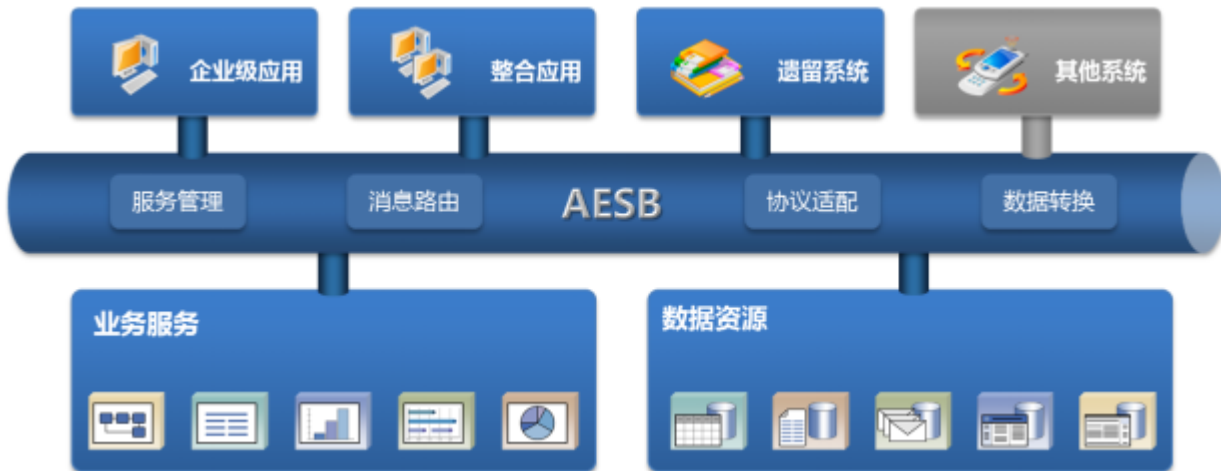 企业级应用
整合应用
遗留系统
其他系统
服务管理
消息路由
AESB
协议适配
数据转换
业务服务
数据资源